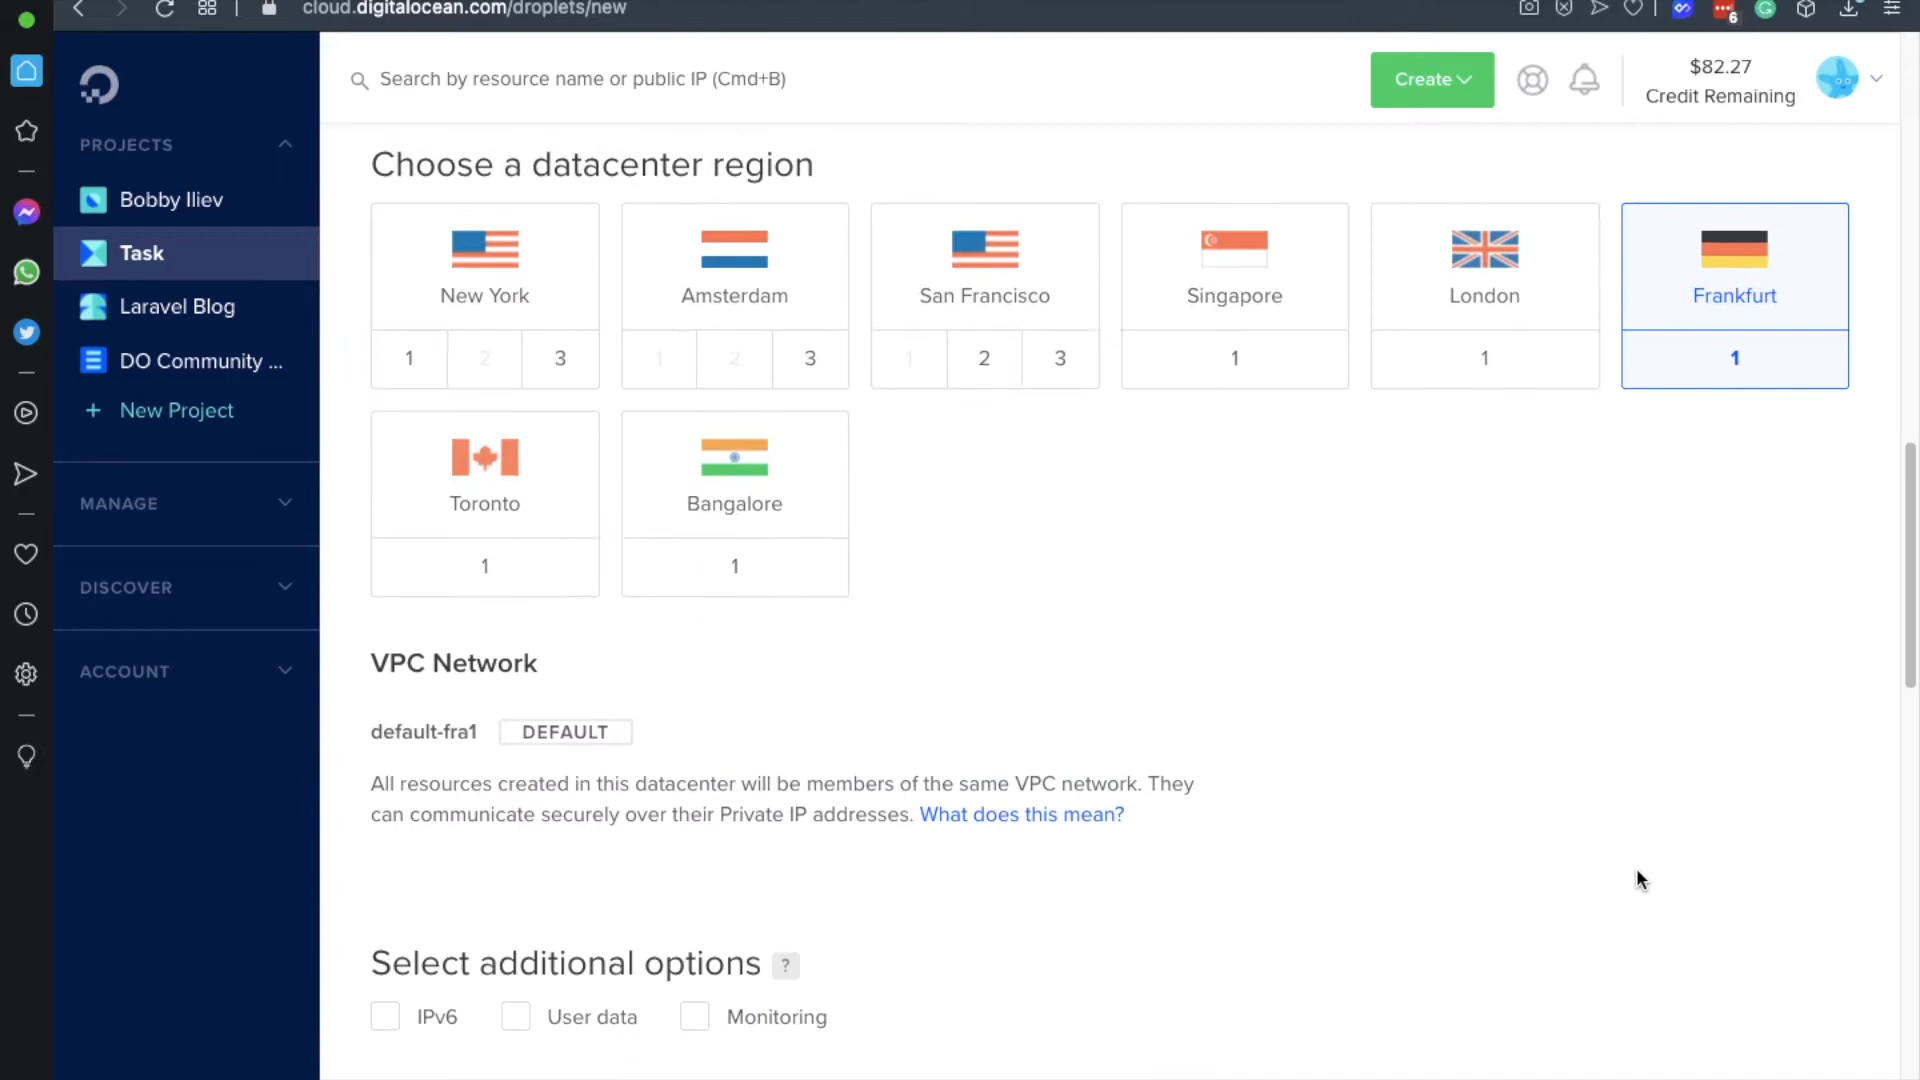 cloud.digitalocean.com/droplets/new
6
Search by resource name or public IP (Cmd+B)
Create
$82.27
Credit Remaining
PROJECTS
Bobby Iliev
Task
Laravel Blog
DO Community ...
+ New Project
MANAGE
DISCOVER
ACCOUNT
Choose a datacenter region
New York
1 2 3
Amsterdam
1 2 3
San Francisco
1 2 3
Singapore
1
London
1
Frankfurt
1
Toronto
1
Bangalore
1
VPC Network
default-fra1 DEFAULT
All resources created in this datacenter will be members of the same VPC network. They
can communicate securely over their Private IP addresses. What does this mean?
Select additional options ?
IPv6 User data Monitoring